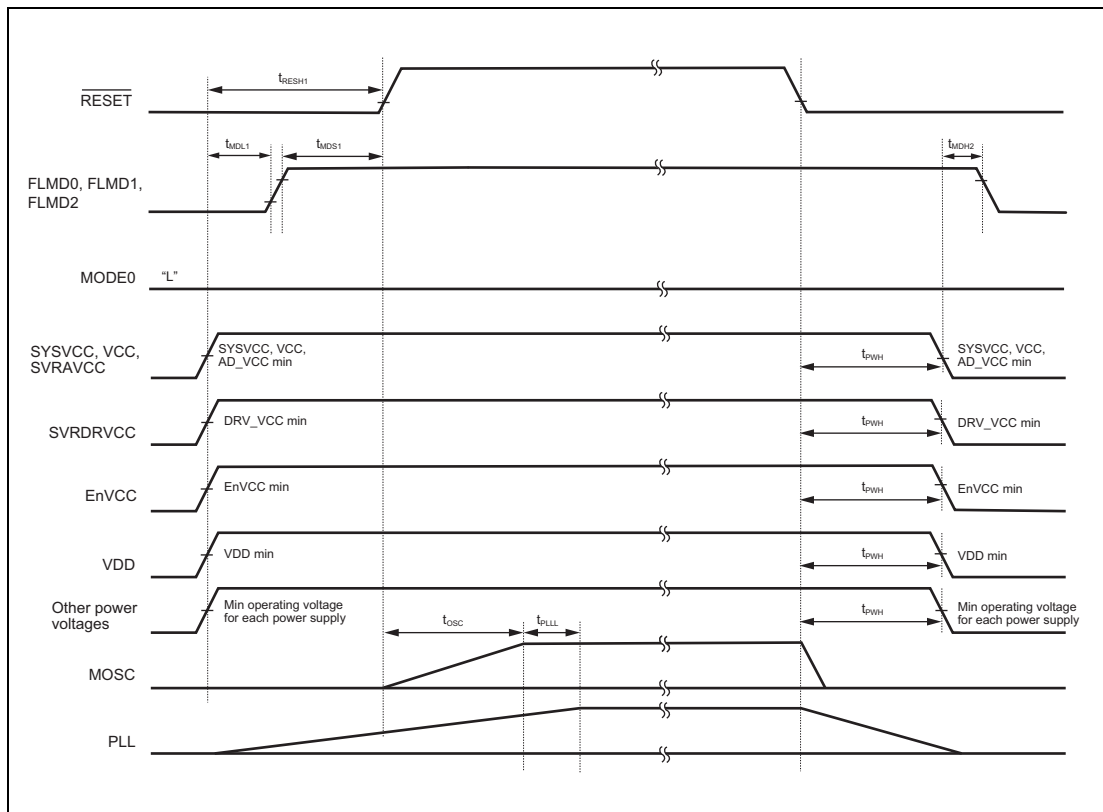 tRESH1
RESET
tMDL1
tMDS1
tMDH2
FLMD0, FLMD1,
FLMD2
MODE0
“L”
SYSVCC, VCC,
SVRAVCC
SYSVCC, VCC,
AD_VCC min
tPWH
SYSVCC, VCC,
AD_VCC min
SVRDRVCC
DRV_VCC min
tPWH
DRV_VCC min
EnVCC
EnVCC min
tPWH
EnVCC min
VDD
VDD min
tPWH
VDD min
Other power
voltages
Min operating voltage
for each power supply
tPWH
Min operating voltage
for each power supply
tOSC
tPLLL
MOSC
PLL